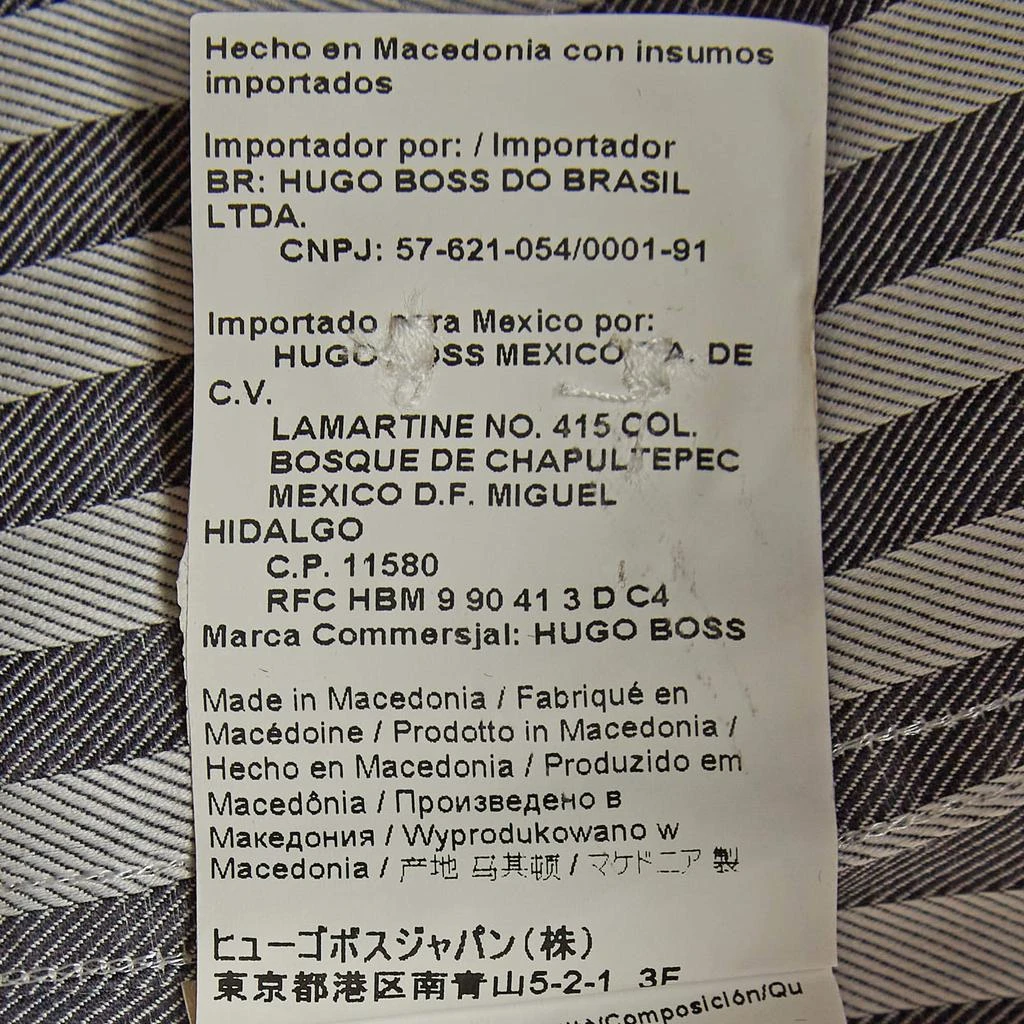 Hecho en Macedonia con insumos
importados
Importador por: / Importador
BR: HUGO BOSS DO BRASIL
LTDA.
CNPJ: 57-621-054/0001-91
Importado para Mexico por:
HUGO BOSS MEXICO DE
C.V.
LAMARTINE NO. 415 COL.
BOSQUE DE CHAPULTEPEC
MEXICO D.F. MIGUEL
HIDALGO
C.P. 11580
RFC HBM 9 90 41 3 D C4
Marca Commersjal: HUGO BOSS
Made in Macedonia / Fabriqué en
Macédoine / Prodotto in Macedonia /
Hecho en Macedonia / Produzido em
Macedônia / Произведено в
Македония / Wyprodukowano w
Macedonia / 产地 马其顿 / マケドニア 製
ヒューゴボスジャパン(株)
東京都港区南青山5-2-1 3F
/Composición/Qu